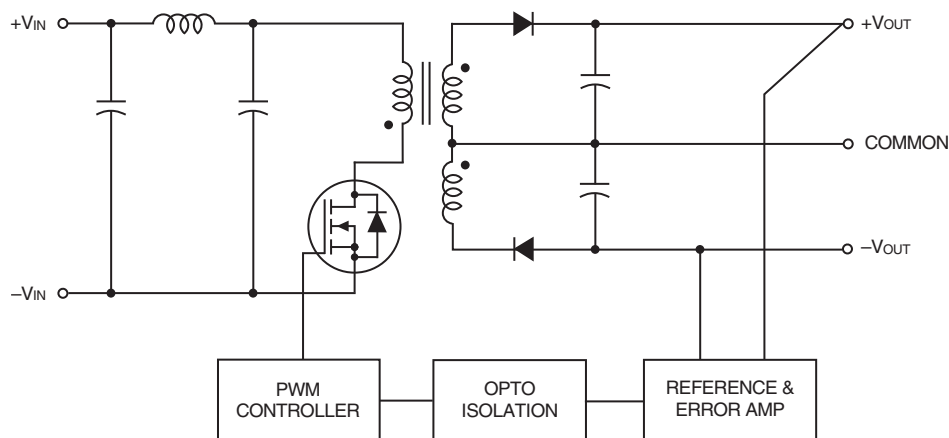 +VIN
+VOUT
COMMON
–VIN
–VOUT
PWM
CONTROLLER
OPTO
ISOLATION
REFERENCE &
ERROR AMP